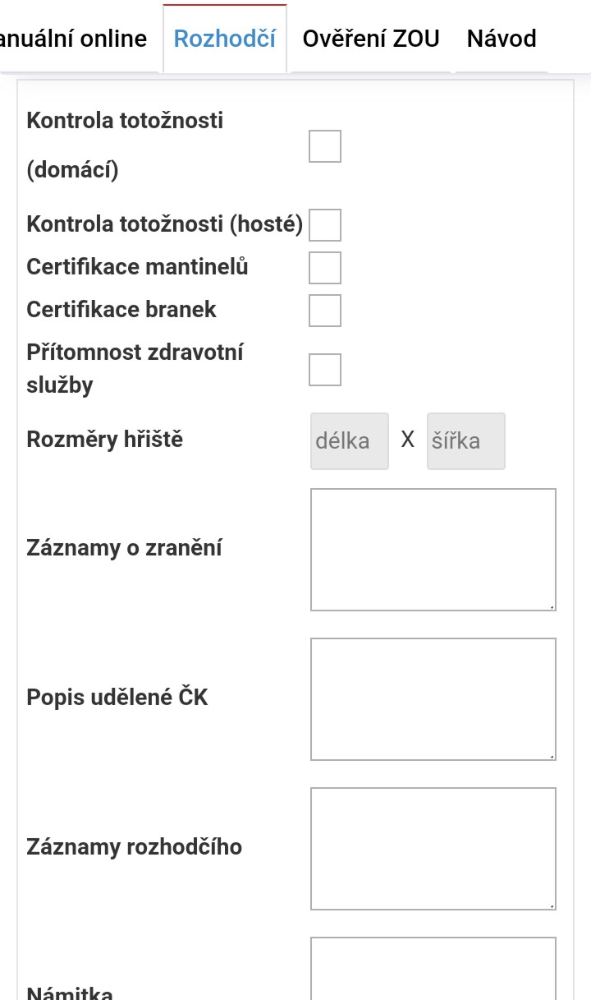 anuální online Rozhodčí Ověření ZOU Návod
Kontrola totožnosti
(domácí)
Kontrola totožnosti (hosté)
Certifikace mantinelů
Certifikace branek
Přítomnost zdravotní
služby
Rozměry hřiště délka X šířka
Záznamy o zranění
Popis udělené ČK
Záznamy rozhodčího
Námitka